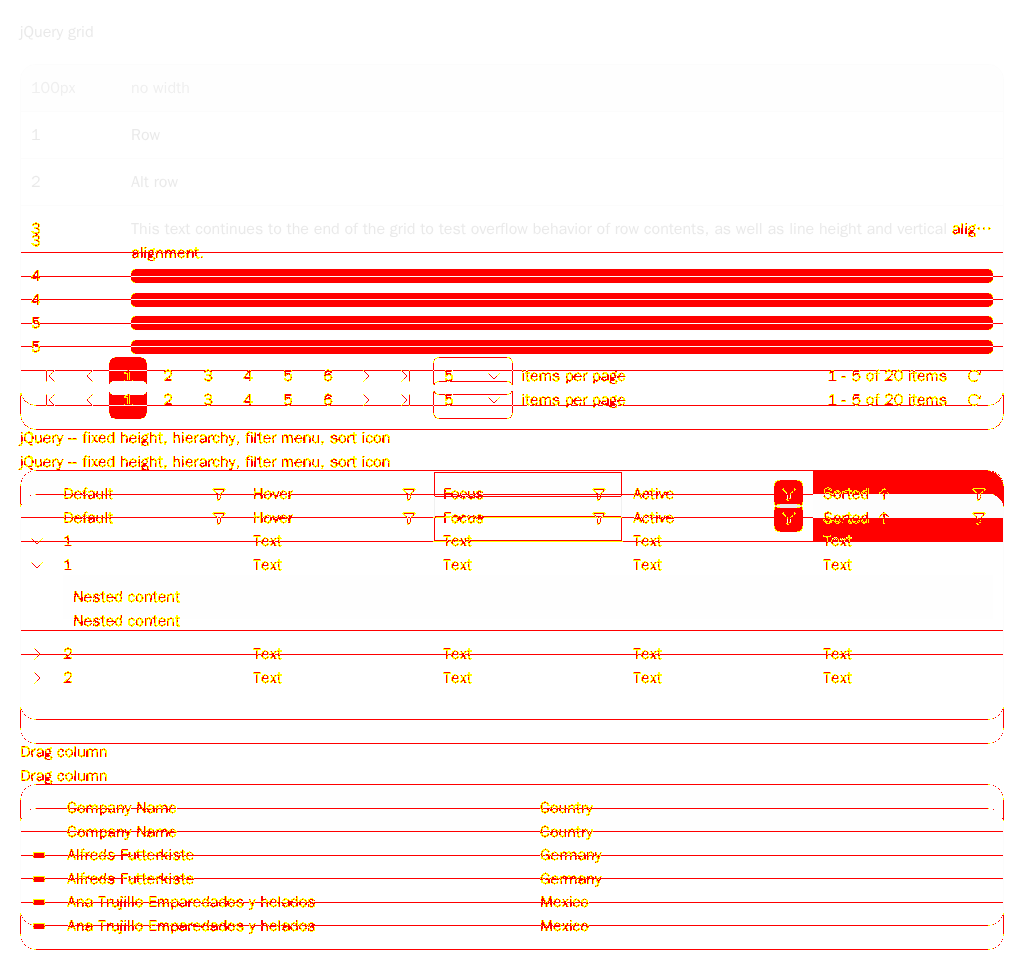 jQuery grid
100px no width
1 Row
2 Alt row
3 This text continues to the end of the grid to test overflow behavior of row contents, as well as line height and vertical alig...
3
alignment.
4
4
5
5
1 2 3 4 5 6 5 items per page 1 - 5 of 20 items
1 2 3 4 5 6 5 items per page 1 - 5 of 20 items
jQuery -- fixed height, hierarchy, filter menu, sort icon
jQuery -- fixed height, hierarchy, filter menu, sort icon
Default Hover Focus Active Sorted
Default Hover Focus Active Sorted
1 Text Text Text Text
1 Text Text Text Text
Nested content
Nested content
2 Text Text Text Text
2 Text Text Text Text
Drag column
Drag column
Company Name Country
Company Name Country
Alfreds Futterkiste Germany
Alfreds Futterkiste Germany
Ana Trujillo Emparedados y helados Mexico
Ana Trujillo Emparedados y helados Mexico